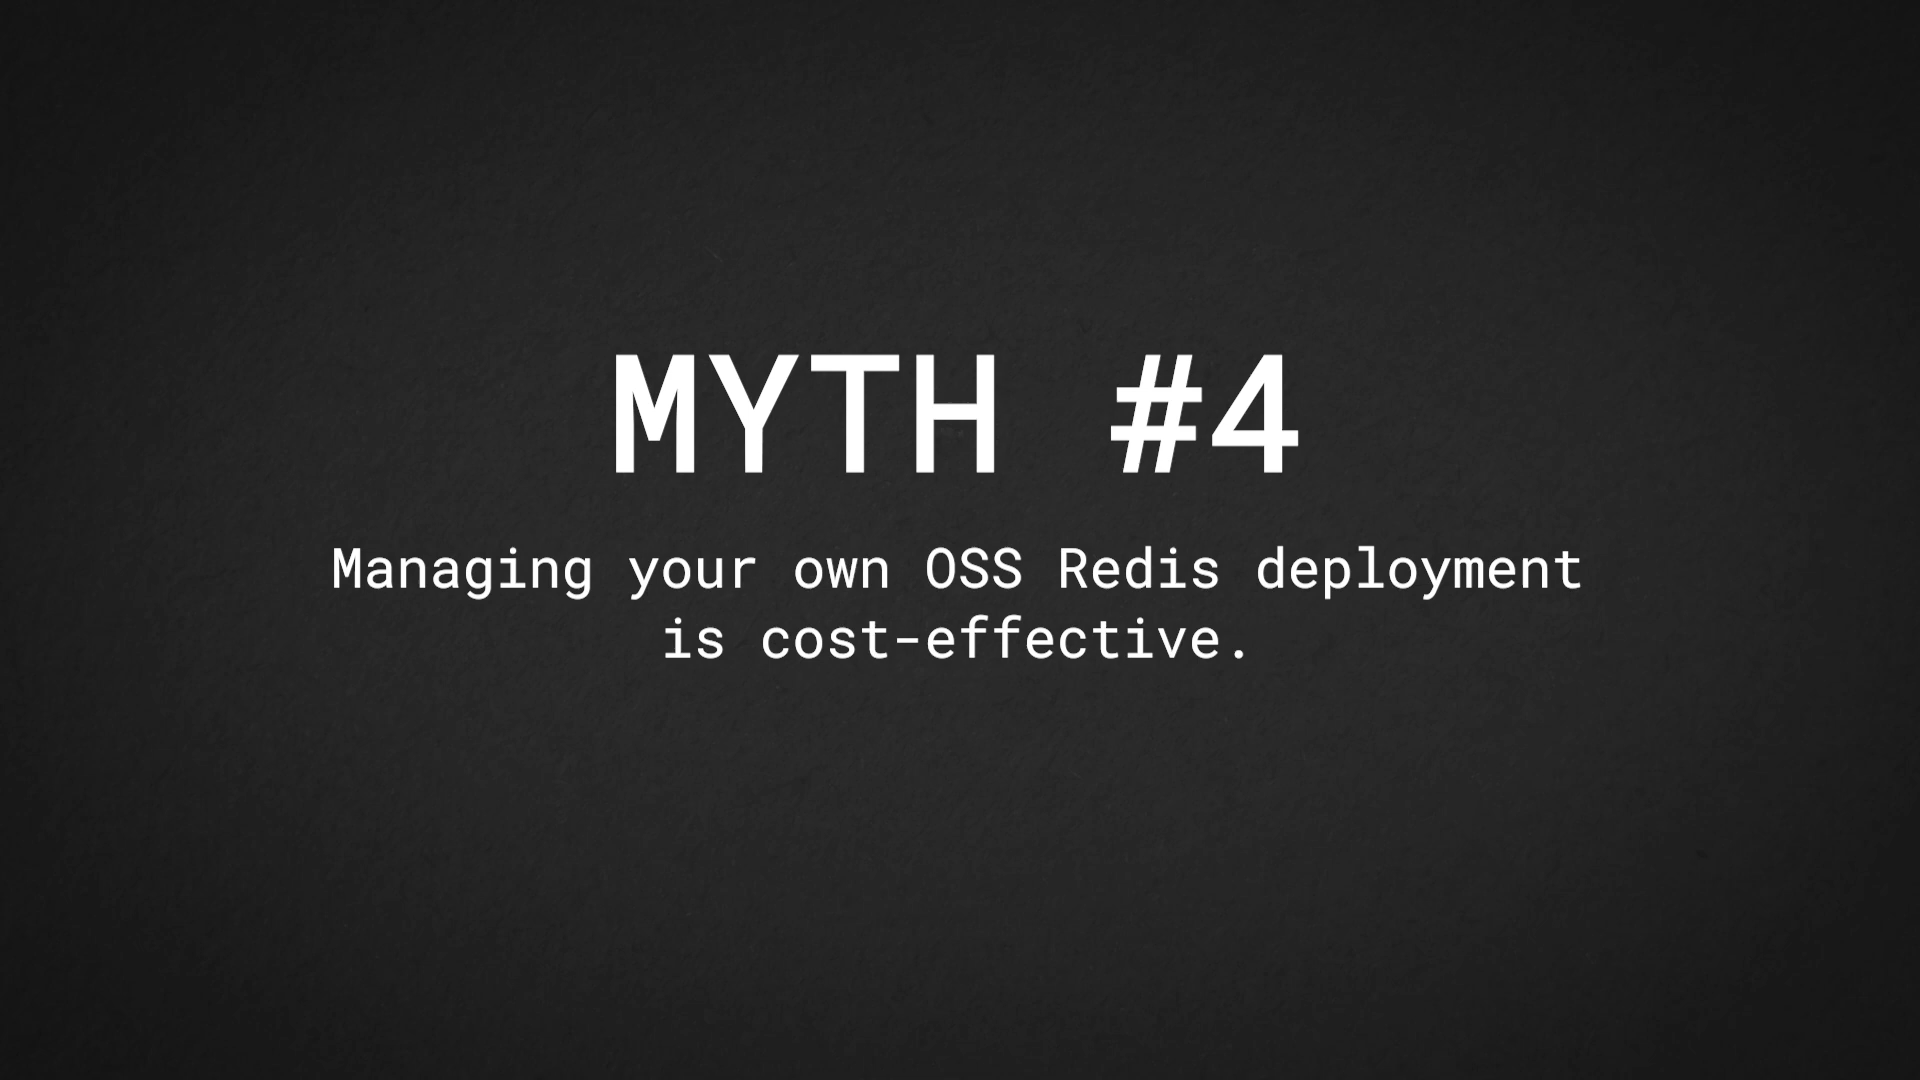 MYTH #4
Managing your own OSS Redis deployment
is cost-effective.